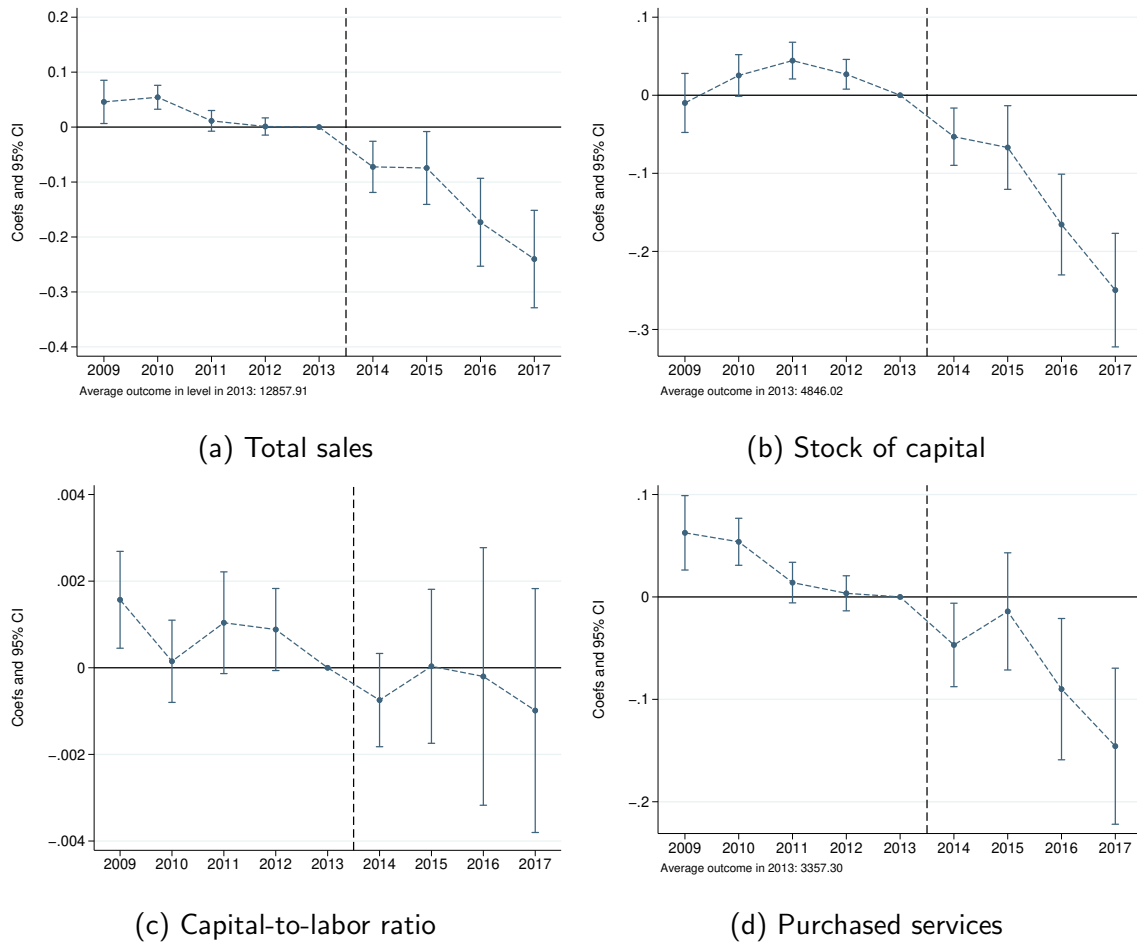 0.2
0.1
0
−0.1
−0.2
−0.3
−0.4
Coefs and 95% CI
2009 2010 2011 2012 2013 2014 2015 2016 2017
Average outcome in level in 2013: 12857.91
(a) Total sales
.1
0
−.1
−.2
−.3
Coefs and 95% CI
2009 2010 2011 2012 2013 2014 2015 2016 2017
Average outcome in 2013: 4846.02
(b) Stock of capital
.004
.002
0
−.002
−.004
Coefs and 95% CI
2009 2010 2011 2012 2013 2014 2015 2016 2017
(c) Capital-to-labor ratio
.1
0
−.1
−.2
Coefs and 95% CI
2009 2010 2011 2012 2013 2014 2015 2016 2017
Average outcome in 2013: 3357.30
(d) Purchased services